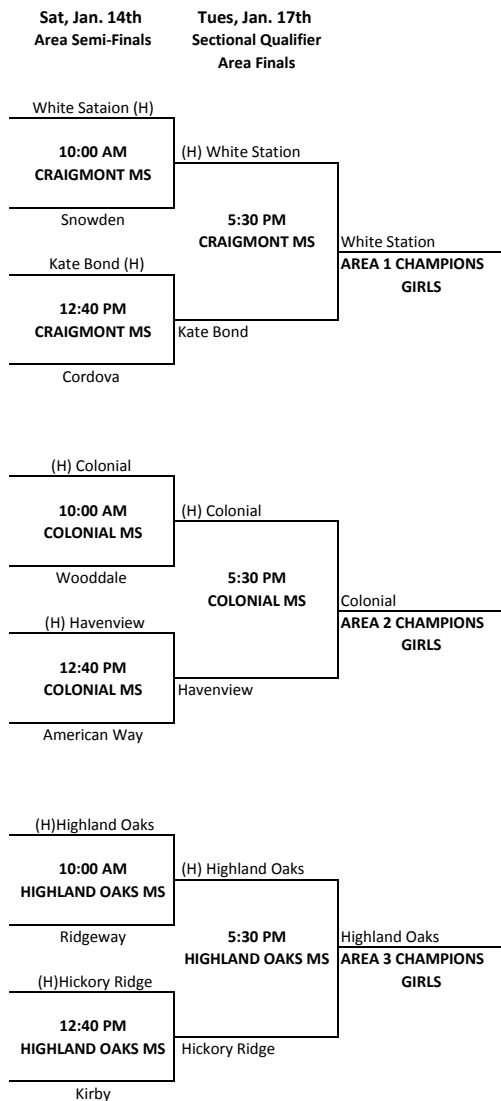 Sat, Jan. 14th
Area Semi-Finals
Tues, Jan. 17th
Sectional Qualifier
Area Finals
White Sataion (H)
10:00 AM
CRAIGMONT MS
Snowden
(H) White Station
Kate Bond (H)
12:40 PM
CRAIGMONT MS
Cordova
5:30 PM
CRAIGMONT MS
Kate Bond
White Station
AREA 1 CHAMPIONS
GIRLS
(H) Colonial
10:00 AM
COLONIAL MS
Wooddale
(H) Colonial
(H) Havenview
12:40 PM
COLONIAL MS
American Way
5:30 PM
COLONIAL MS
Havenview
Colonial
AREA 2 CHAMPIONS
GIRLS
(H)Highland Oaks
10:00 AM
HIGHLAND OAKS MS
Ridgeway
(H) Highland Oaks
(H)Hickory Ridge
12:40 PM
HIGHLAND OAKS MS
Kirby
5:30 PM
HIGHLAND OAKS MS
Hickory Ridge
Highland Oaks
AREA 3 CHAMPIONS
GIRLS